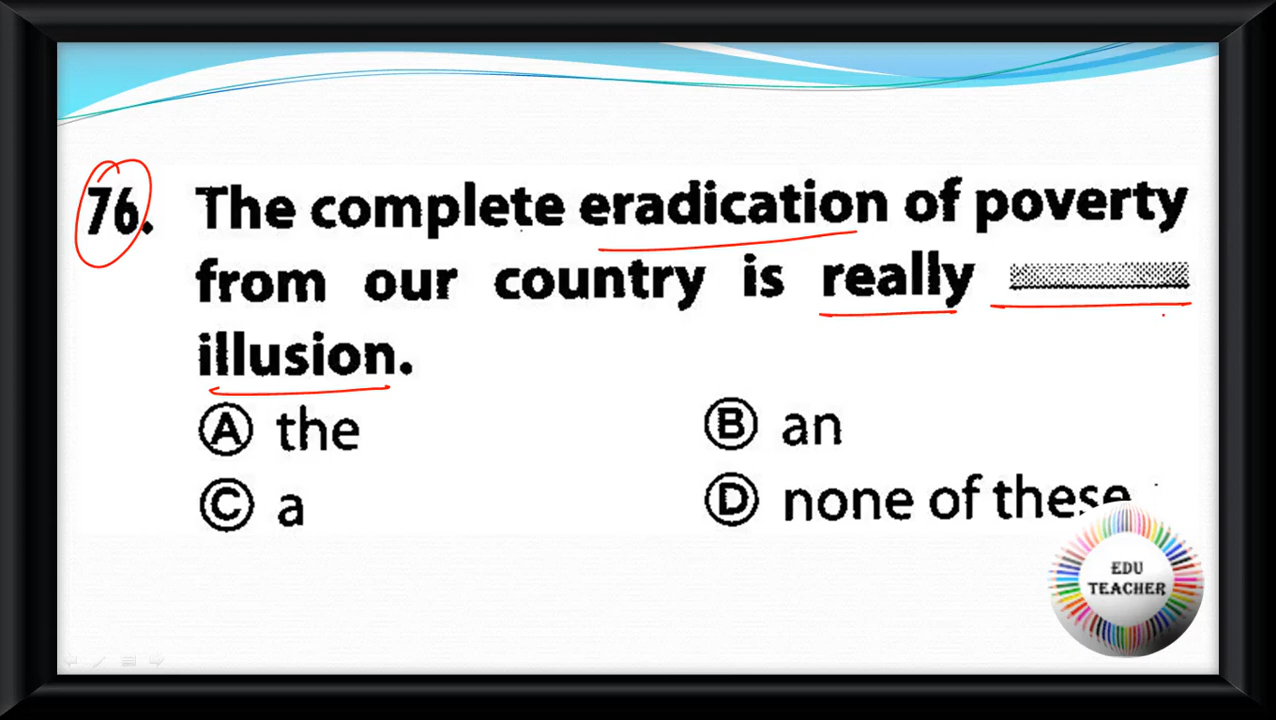 76. The complete eradication of poverty
from our country is really
illusion.
A the B an
C a D none of these
EDU
TEACHER